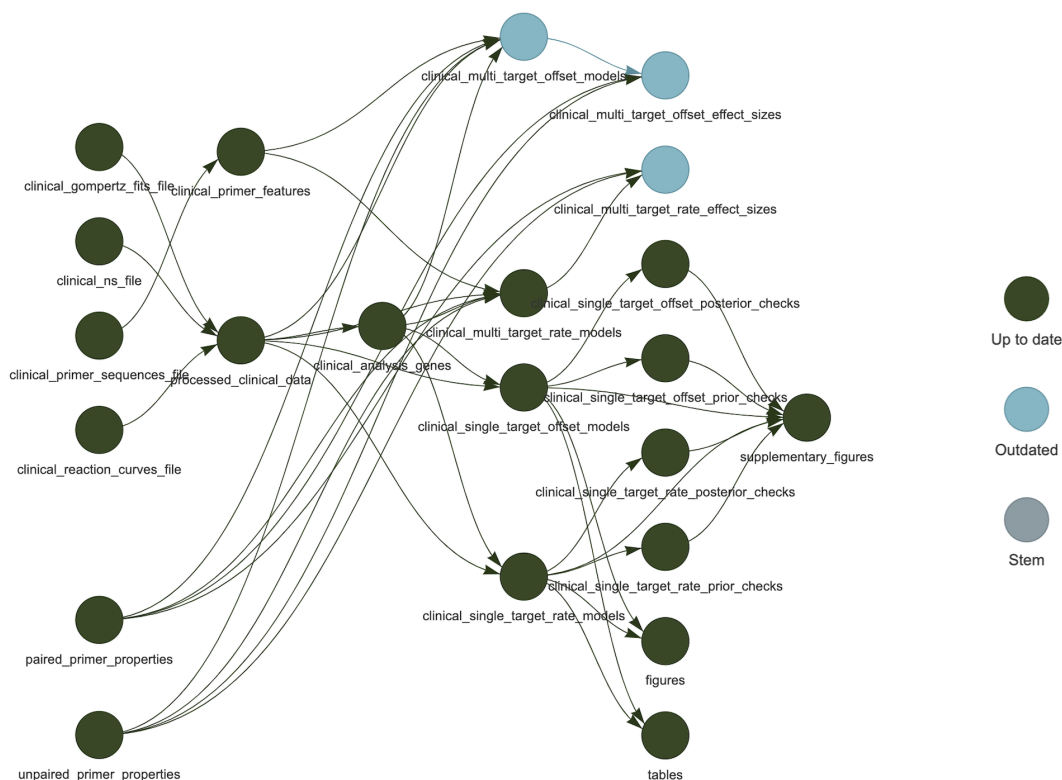 clinical_multi_target_offset_models
clinical_multi_target_offset_effect_sizes
clinical_gompertz_fits_file
clinical_primer_features
clinical_multi_target_rate_effect_sizes
clinical_ns_file
clinical_single_target_offset_posterior_checks
clinical_multi_target_rate_models
Up to date
clinical_analysis_genes
clinical_primer_sequences_file
processed_clinical_data
clinical_single_target_offset_prior_checks
clinical_single_target_offset_models
Outdated
supplementary_figures
clinical_reaction_curves_file
clinical_single_target_rate_posterior_checks
Stem
clinical_single_target_rate_prior_checks
clinical_single_target_rate_models
paired_primer_properties
figures
unpaired_primer_properties
tables